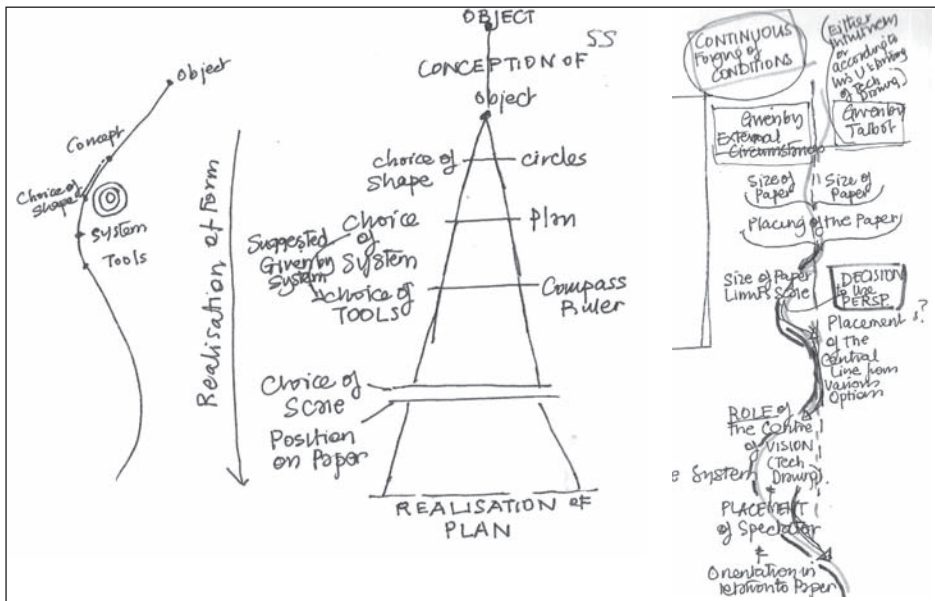 Object
Concept
Choice of
Shape
System
Tools
Realisation of Form
OBJECT
SS
CONCEPTION OF
Object
choice of
Shape
circles
Choice
of
System
Plan
Suggested
Given by
System
Choice of
TOOLS
Compass
Ruler
Choice of
Scale
Position
on Paper
REALISATION OF
PLAN
CONTINUOUS
Forging of
CONDITIONS
(Either
or
according to
his
of Tech
Drawing)
Given by
External
Circumstances
Given by
Talbot
Size of
Paper
Size of
Paper
Placing of the Paper
Size of Paper
Limits Scale
DECISION
to use
PERSP.
Placement s?
of the
Central
Line from
Various
Options
ROLE of
the Centre
of VISION
(Tech
Drawing).
e System
PLACEMENT
of Spectator
+
Orientation in
relation to Paper